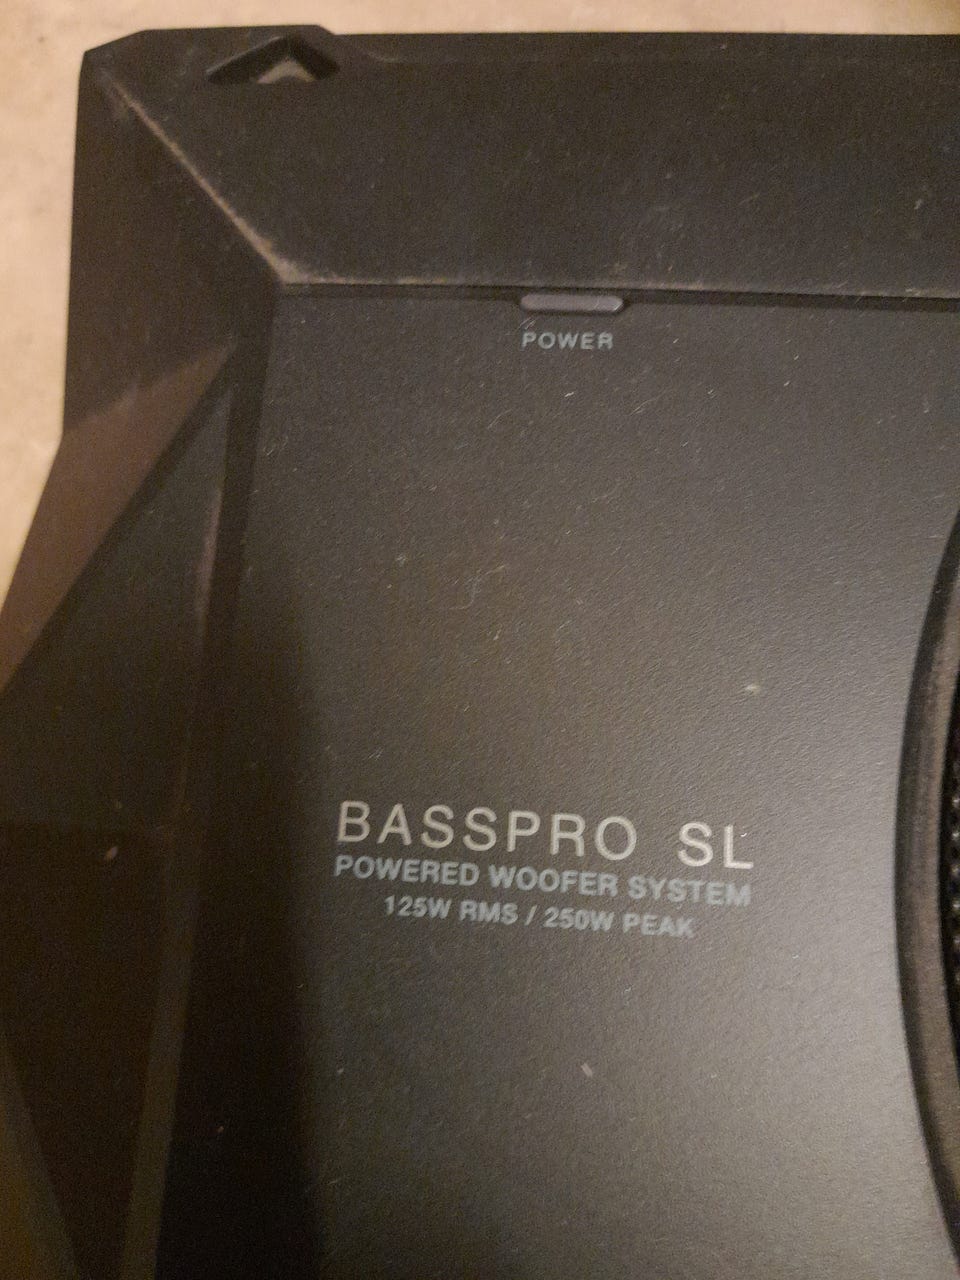 POWER
BASSPRO SL
POWERED WOOFER SYSTEM
125W RMS / 250W PEAK